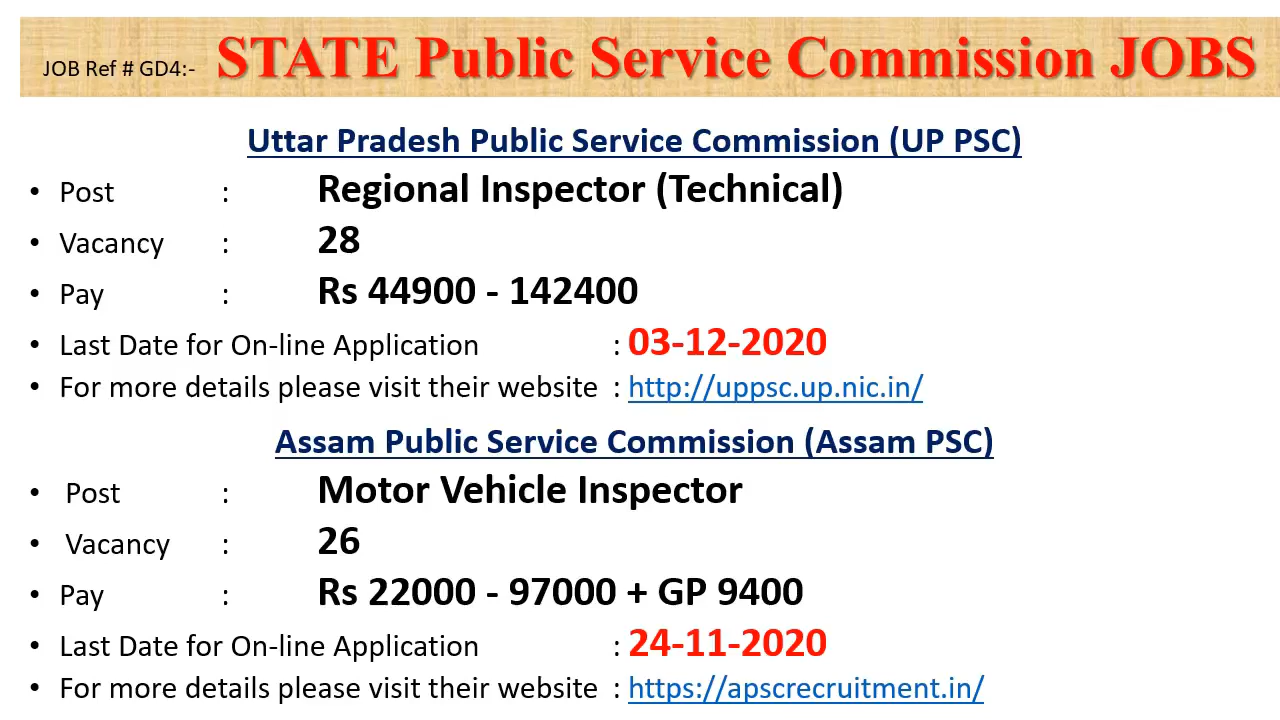 JOB Ref # GD4:- STATE Public Service Commission JOBS
Uttar Pradesh Public Service Commission (UP PSC)
• Post : Regional Inspector (Technical)
• Vacancy : 28
• Pay : Rs 44900 - 142400
• Last Date for On-line Application : 03-12-2020
• For more details please visit their website : http://uppsc.up.nic.in/
Assam Public Service Commission (Assam PSC)
• Post : Motor Vehicle Inspector
• Vacancy : 26
• Pay : Rs 22000 - 97000 + GP 9400
• Last Date for On-line Application : 24-11-2020
• For more details please visit their website : https://apscrecruitment.in/